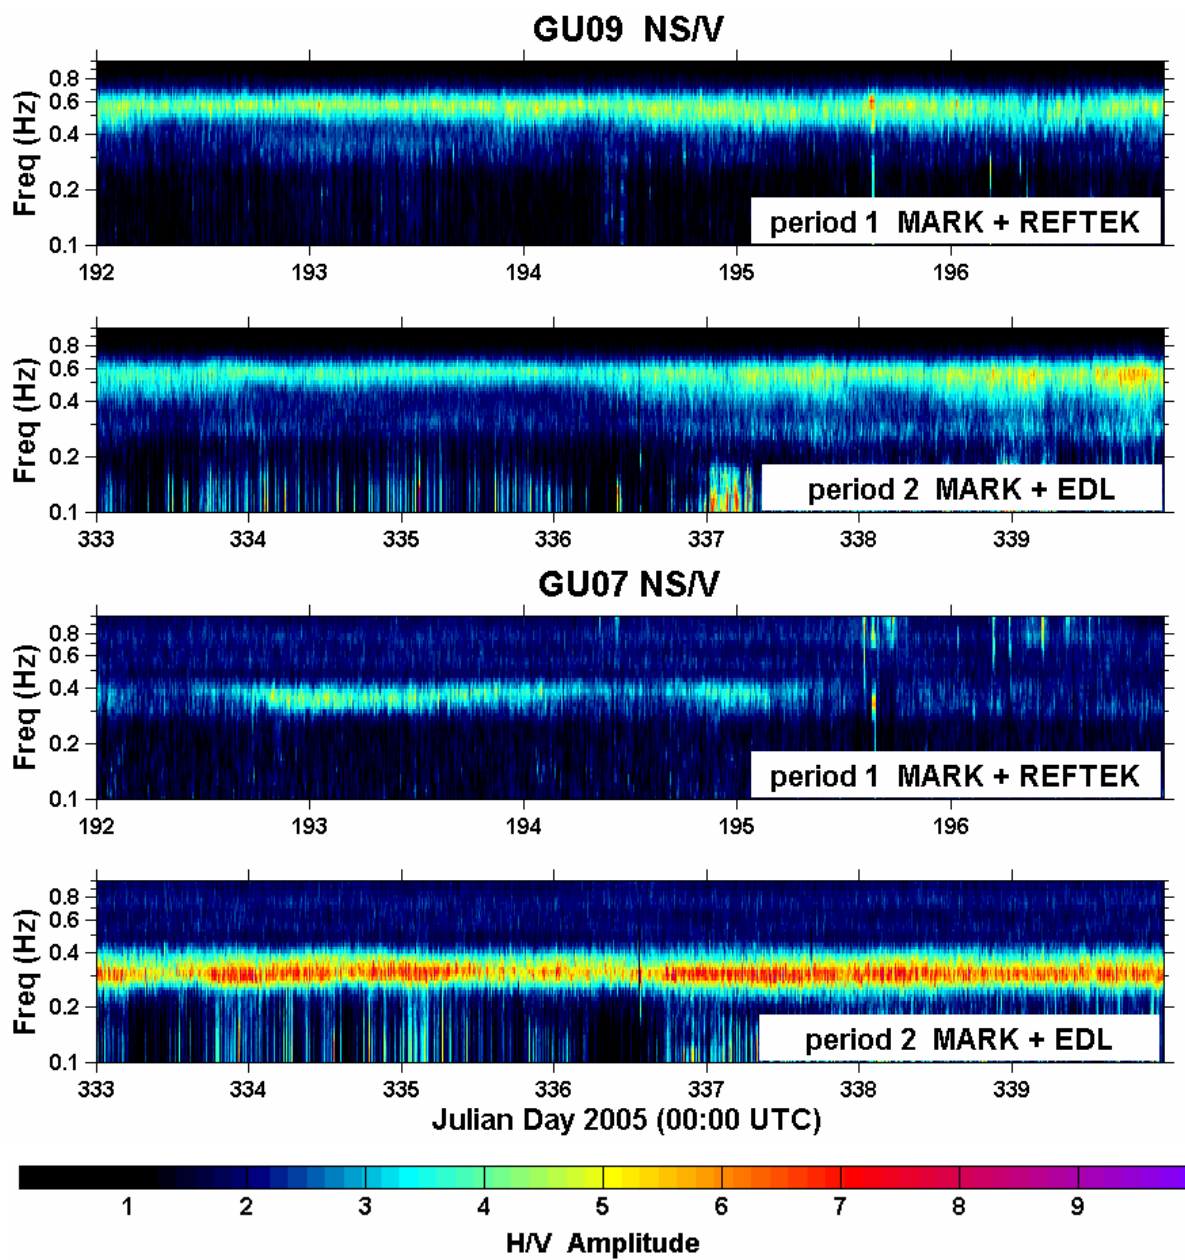 GU09 NS/V
Freq (Hz)
0.8
0.6
0.4
0.2
0.1
period 1 MARK + REFTEK
192 193 194 195 196
Freq (Hz)
0.8
0.6
0.4
0.2
0.1
period 2 MARK + EDL
333 334 335 336 337 338 339
GU07 NS/V
Freq (Hz)
0.8
0.6
0.4
0.2
0.1
period 1 MARK + REFTEK
192 193 194 195 196
Freq (Hz)
0.8
0.6
0.4
0.2
0.1
period 2 MARK + EDL
333 334 335 336 337 338 339
Julian Day 2005 (00:00 UTC)
1 2 3 4 5 6 7 8 9
H/V Amplitude